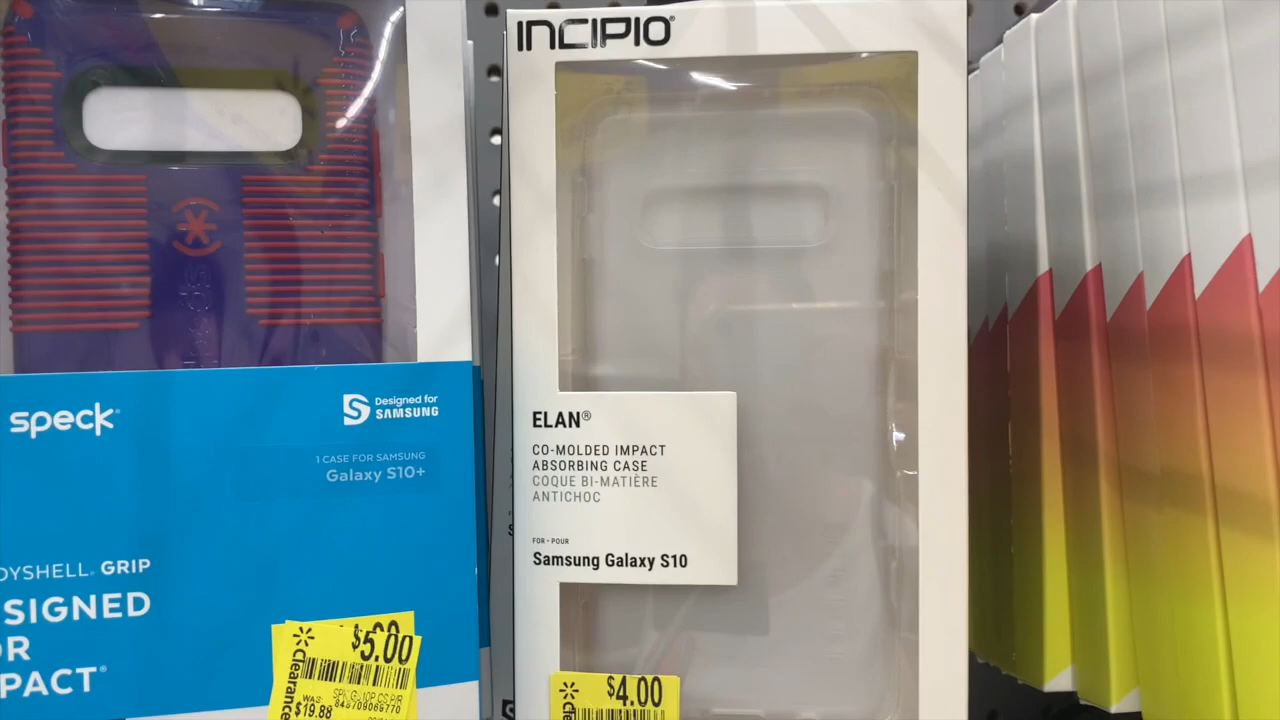 INCIPIO®
speck®
Designed for
SAMSUNG
1 CASE FOR SAMSUNG
Galaxy S10+
DYSHELL® GRIP
SIGNED
R
PACT®
$5.00
Clearance
WAS:
$19.88
849709069770
ELAN®
CO-MOLDED IMPACT
ABSORBING CASE
COQUE BI-MATIÈRE
ANTICHOC
FOR • POUR
Samsung Galaxy S10
$4.00